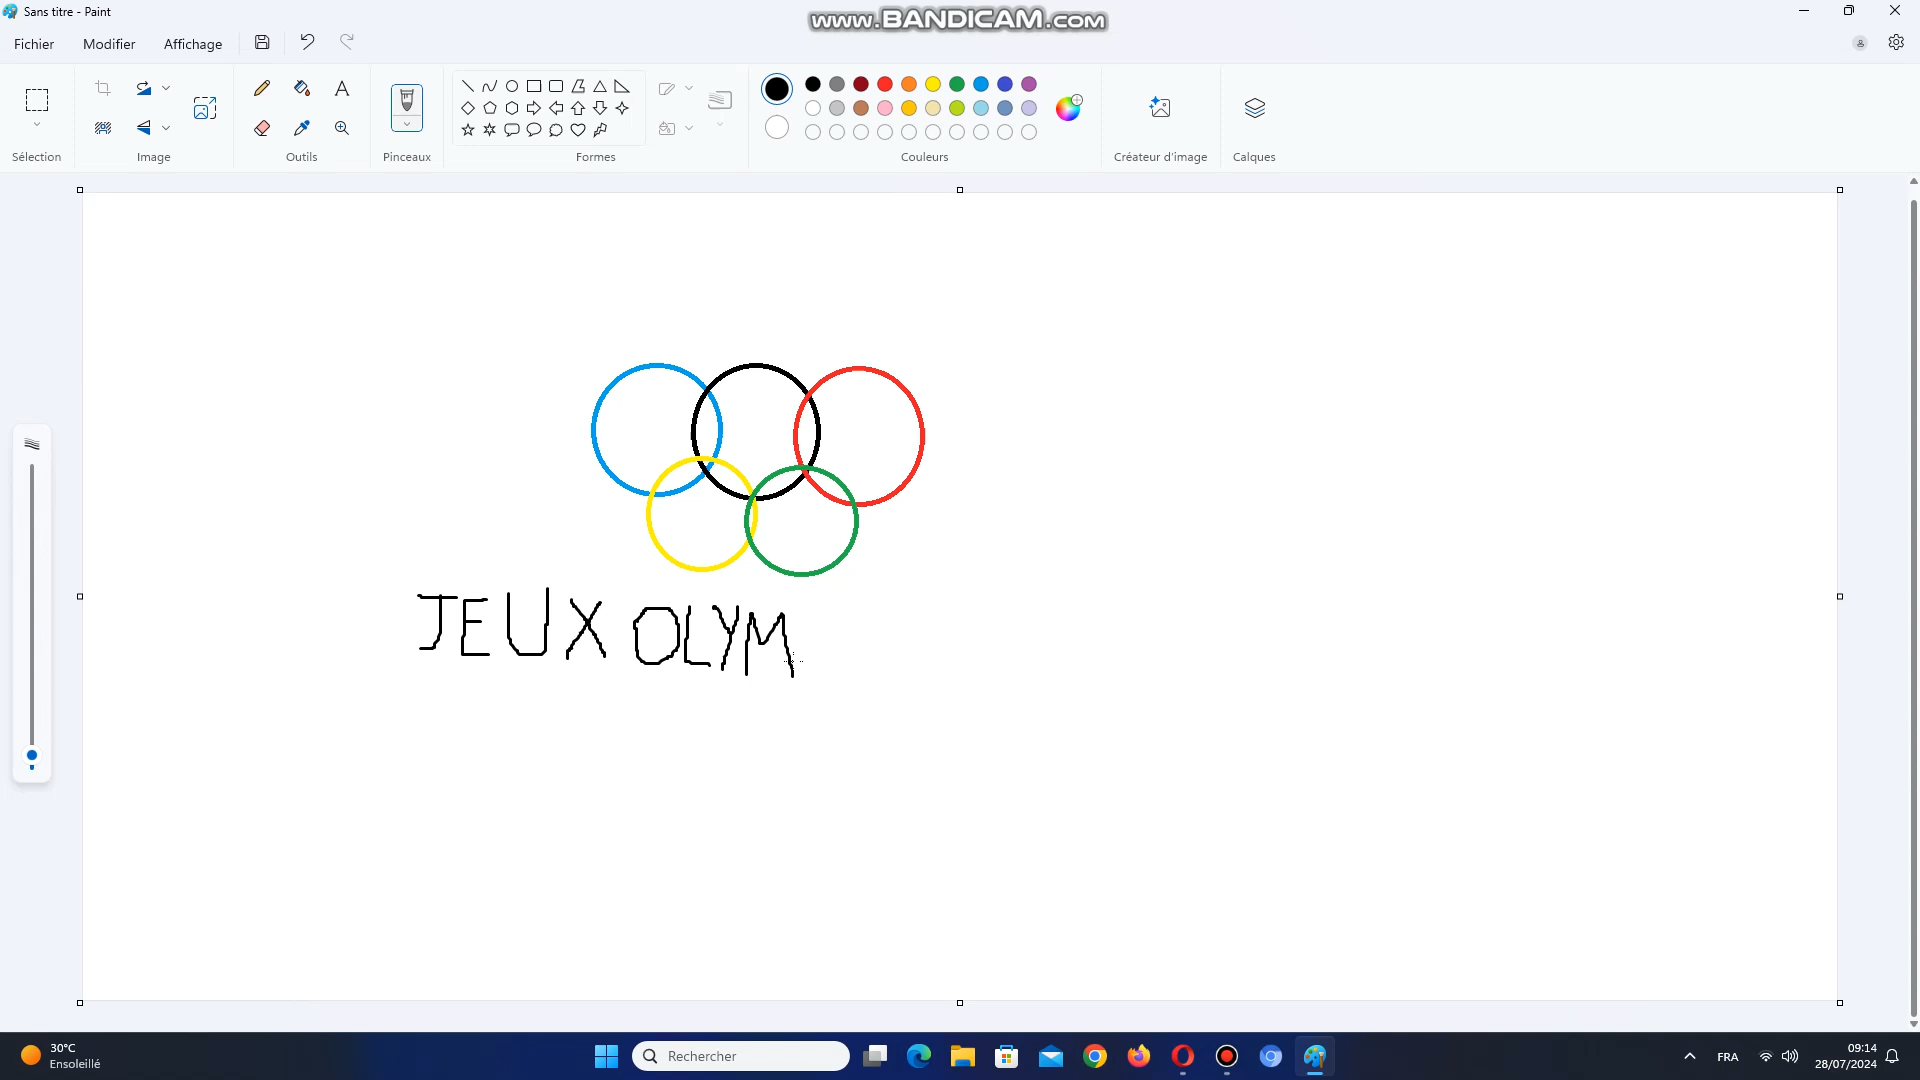 Sans titre - Paint
www.BANDICAM.com
Fichier Modifier Affichage
Sélection Image Outils Pinceaux Formes Couleurs Créateur d'image Calques
JEUX OLYM
30°C
Ensoleillé
Rechercher
FRA
09:14
28/07/2024